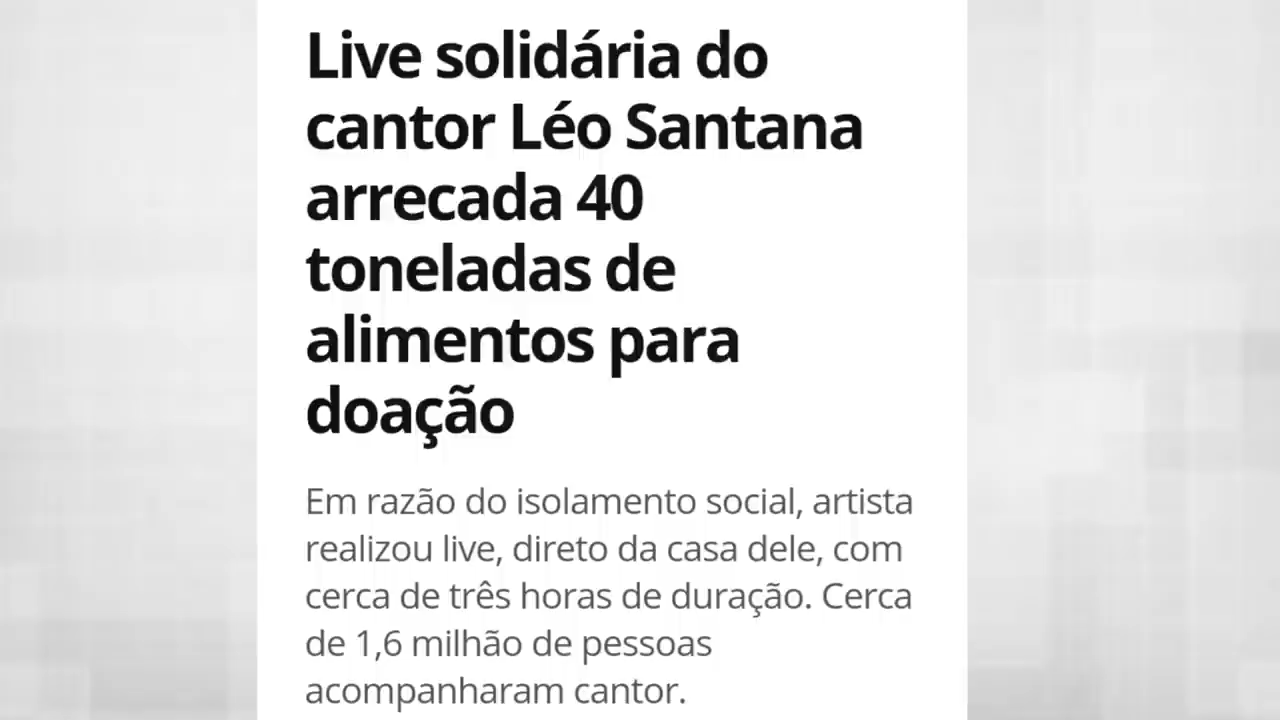 Live solidária do
cantor Léo Santana
arrecada 40
toneladas de
alimentos para
doação
Em razão do isolamento social, artista
realizou live, direto da casa dele, com
cerca de três horas de duração. Cerca
de 1,6 milhão de pessoas
acompanharam cantor.